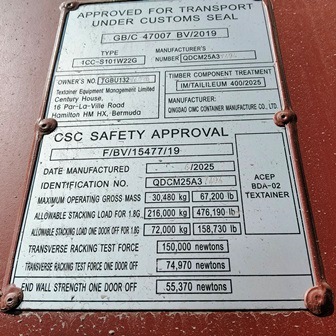 APPROVED FOR TRANSPORT
UNDER CUSTOMS SEAL
GB/C 47007 BV/2019
TYPE
1CC-S101W22G
MANUFACTURER'S
NUMBER QDCM25A3
OWNER'S NO. TGBU132
Textainer Equipment Management Limited
Century House,
16 Par-La-Ville Road
Hamilton HM HX, Bermuda
TIMBER COMPONENT TREATMENT
IM/TAILILEUM 400/2025
MANUFACTURER:
QINGDAO CIMC CONTAINER MANUFACTURE CO., LTD.
CSC SAFETY APPROVAL
F/BV/15477/19
DATE MANUFACTURED /2025
IDENTIFICATION NO. QDCM25A3
MAXIMUM OPERATING GROSS MASS 30,480 kg 67,200 lb
ALLOWABLE STACKING LOAD FOR 1.8G 216,000 kg 476,190 lb
ALLOWABLE STACKING LOAD ONE DOOR OFF FOR 1.8G 72,000 kg 158,730 lb
TRANSVERSE RACKING TEST FORCE 150,000 newtons
TRANSVERSE RACKING TEST FORCE ONE DOOR OFF 74,970 newtons
END WALL STRENGTH ONE DOOR OFF 55,370 newtons
ACEP
BDA-02
TEXTAINER